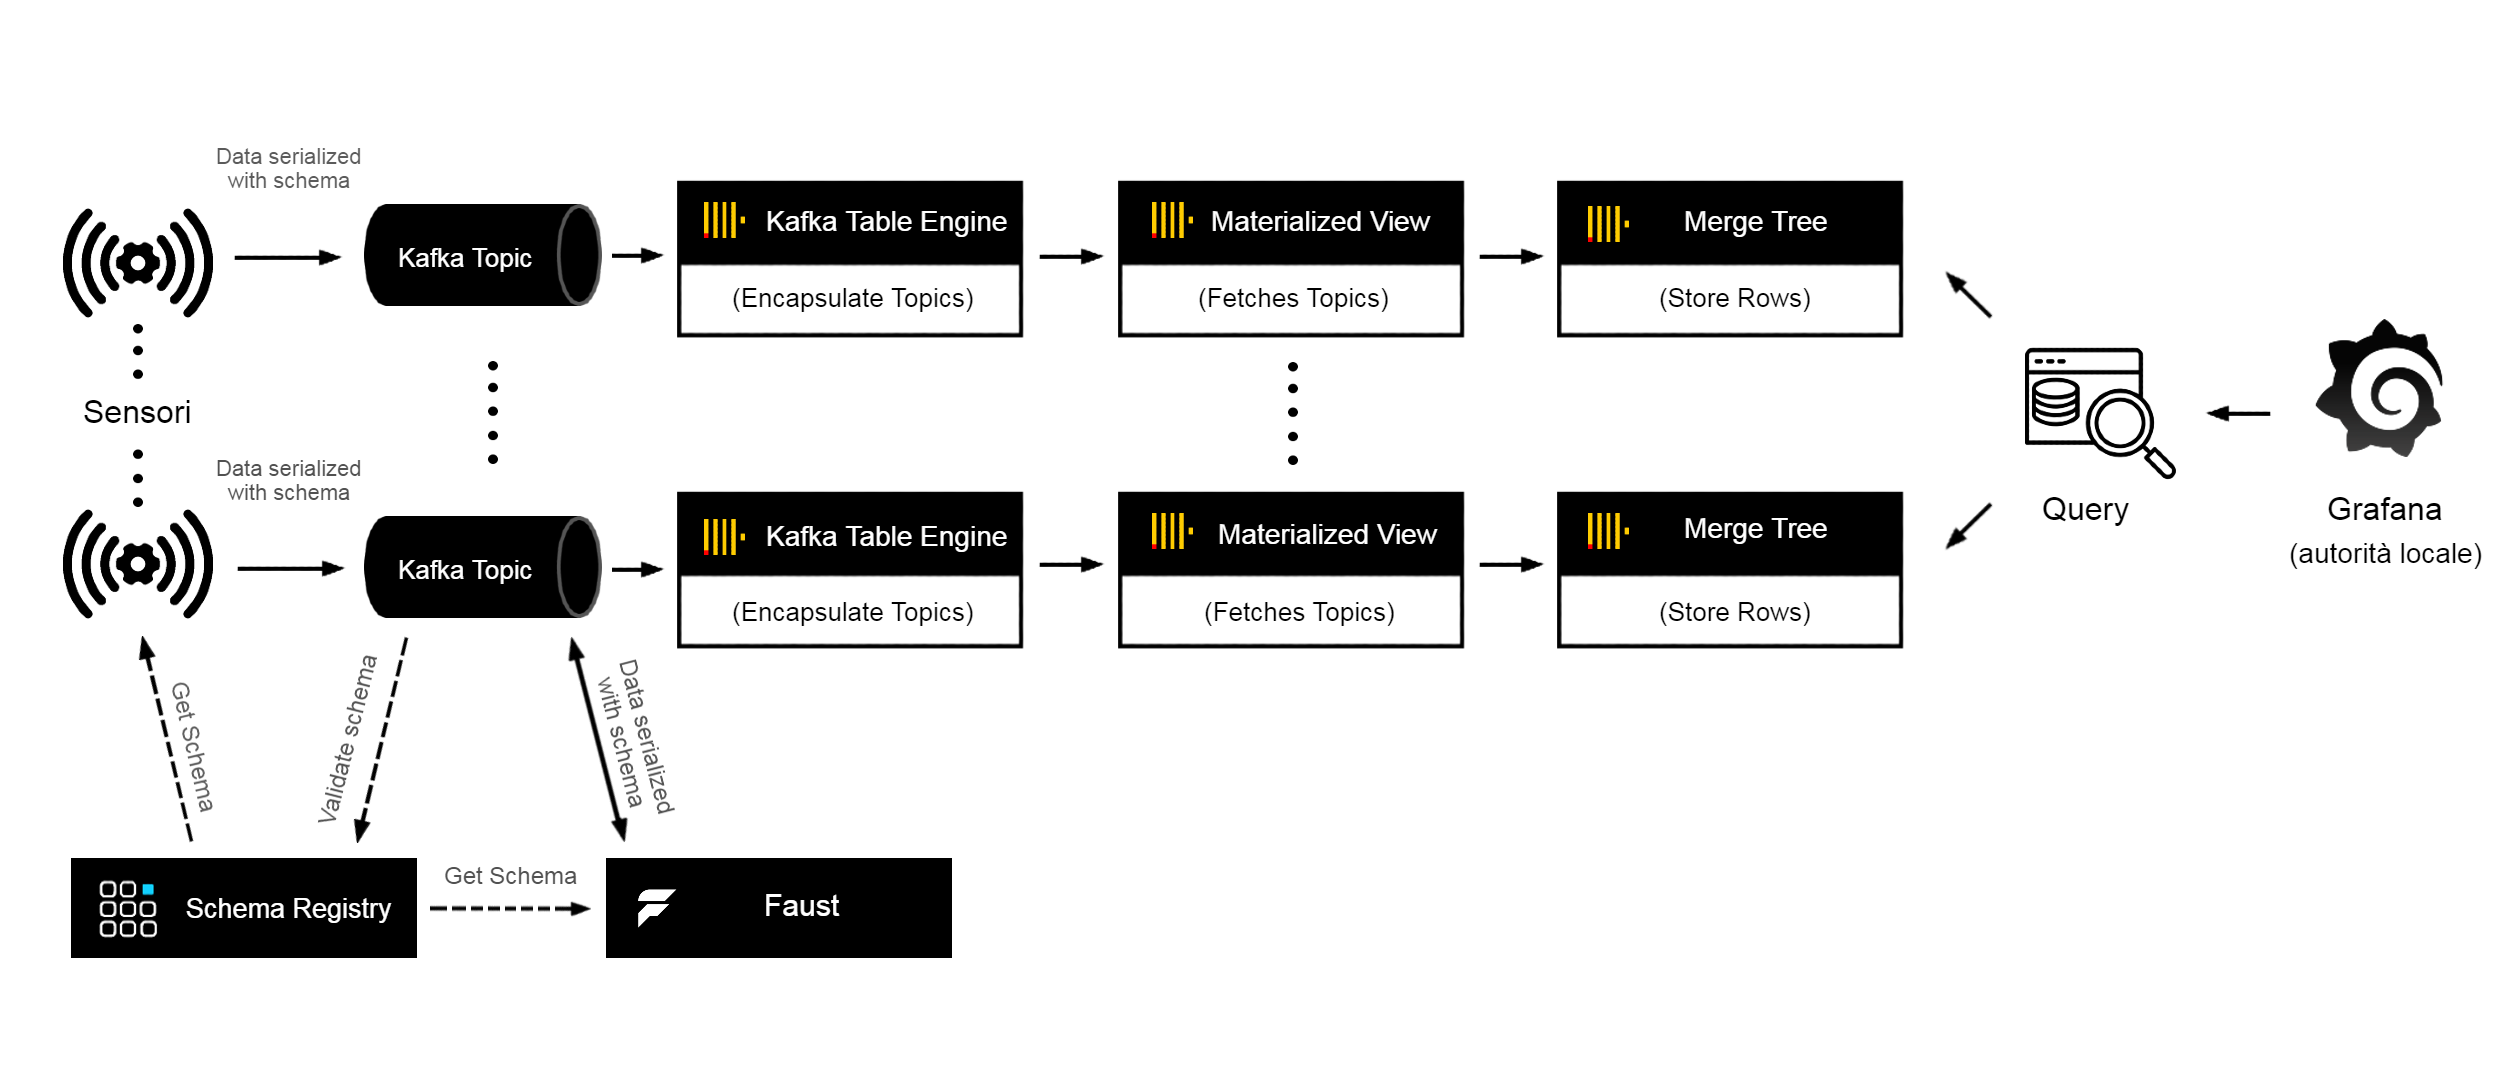 Data serialized
with schema
Kafka Topic
Kafka Table Engine
(Encapsulate Topics)
Materialized View
(Fetches Topics)
Merge Tree
(Store Rows)
Sensori
Data serialized
with schema
Kafka Topic
Kafka Table Engine
(Encapsulate Topics)
Materialized View
(Fetches Topics)
Merge Tree
(Store Rows)
Query
Grafana
(autorità locale)
Get Schema
Validate schema
Data serialized
with schema
Schema Registry
Get Schema
Faust